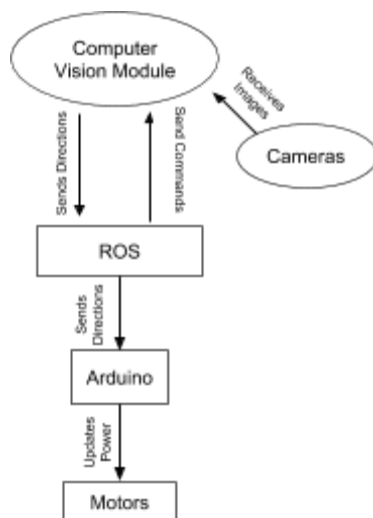 Computer
Vision Module
Receives
Images
Cameras
Sends Directions
Send Commands
ROS
Sends
Directions
Arduino
Updates
Power
Motors